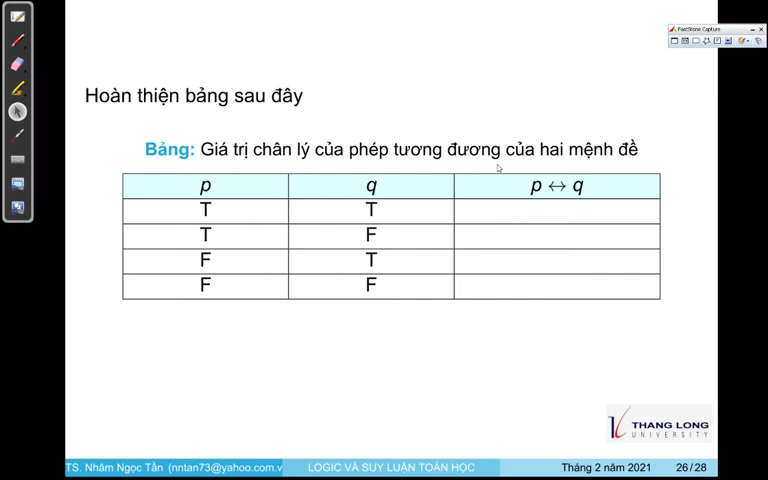 FastStone Capture
Hoàn thiện bảng sau đây
Bảng: Giá trị chân lý của phép tương đương của hai mệnh đề
p q p ↔ q
T T
T F
F T
F F
THANG LONG
UNIVERSITY
TS. Nhâm Ngọc Tần (nntan73@yahoo.com.v LOGIC VÀ SUY LUẬN TOÁN HỌC Tháng 2 năm 2021 26 / 28